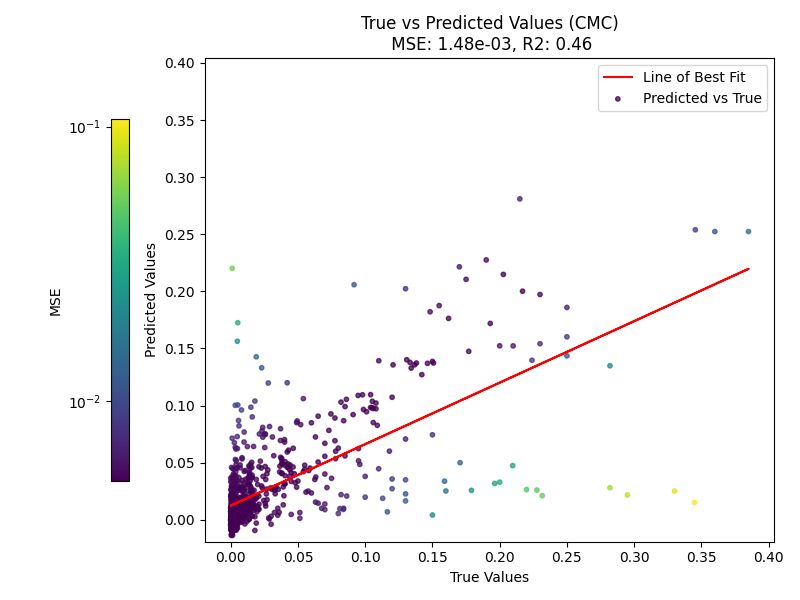 True vs Predicted Values (CMC)
MSE: 1.48e-03, R2: 0.46
Line of Best Fit
Predicted vs True
0.40
0.35
0.30
0.25
0.20
0.15
0.10
0.05
0.00
Predicted Values
0.00 0.05 0.10 0.15 0.20 0.25 0.30 0.35 0.40
True Values
10⁻¹
10⁻²
MSE